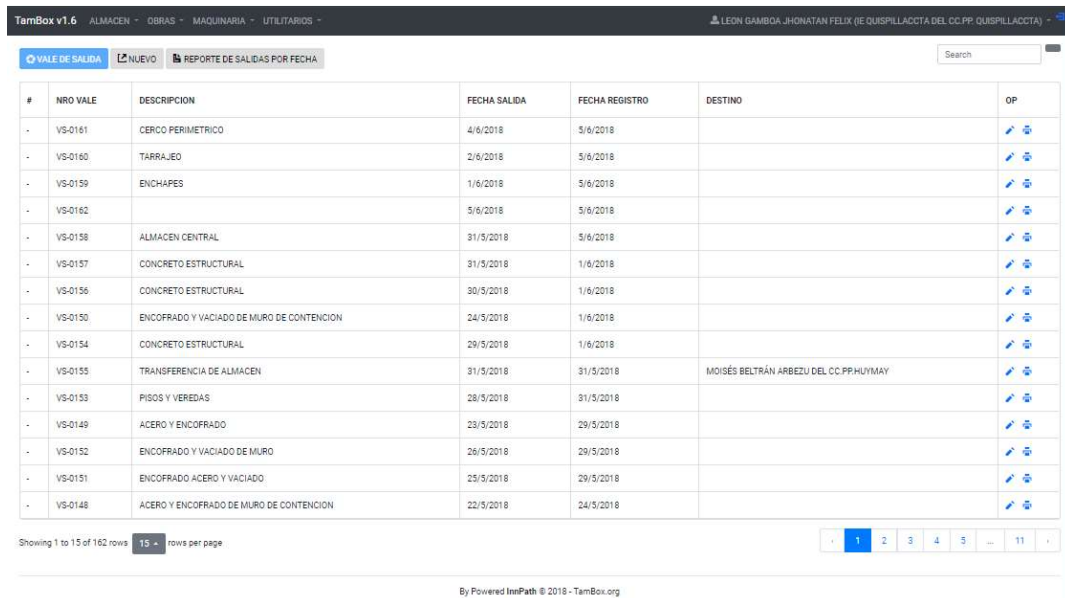 TamBox v1.6 ALMACEN OBRAS MAQUINARIA UTILITARIOS LEON GAMBOA JHONATAN FELIX (IE QUISPILLACCTA DEL CC.PP. QUISPILLACCTA)
VALE DE SALIDA NUEVO REPORTE DE SALIDAS POR FECHA Search
# NRO VALE DESCRIPCION FECHA SALIDA FECHA REGISTRO DESTINO OP
- VS-0161 CERCO PERIMETRICO 4/6/2018 5/6/2018
- VS-0160 TARRAJEO 2/6/2018 5/6/2018
- VS-0159 ENCHAPES 1/6/2018 5/6/2018
- VS-0162 5/6/2018 5/6/2018
- VS-0158 ALMACEN CENTRAL 31/5/2018 5/6/2018
- VS-0157 CONCRETO ESTRUCTURAL 31/5/2018 1/6/2018
- VS-0156 CONCRETO ESTRUCTURAL 30/5/2018 1/6/2018
- VS-0150 ENCOFRADO Y VACIADO DE MURO DE CONTENCION 24/5/2018 1/6/2018
- VS-0154 CONCRETO ESTRUCTURAL 29/5/2018 1/6/2018
- VS-0155 TRANSFERENCIA DE ALMACEN 31/5/2018 31/5/2018 MOISÉS BELTRÁN ARBEZU DEL CC.PP.HUYMAY
- VS-0153 PISOS Y VEREDAS 28/5/2018 31/5/2018
- VS-0149 ACERO Y ENCOFRADO 23/5/2018 29/5/2018
- VS-0152 ENCOFRADO Y VACIADO DE MURO 26/5/2018 29/5/2018
- VS-0151 ENCOFRADO ACERO Y VACIADO 25/5/2018 29/5/2018
- VS-0148 ACERO Y ENCOFRADO DE MURO DE CONTENCION 22/5/2018 24/5/2018
Showing 1 to 15 of 162 rows 15 rows per page ‹ 1 2 3 4 5 ... 11 ›
By Powered InnPath © 2018 - TamBox.org